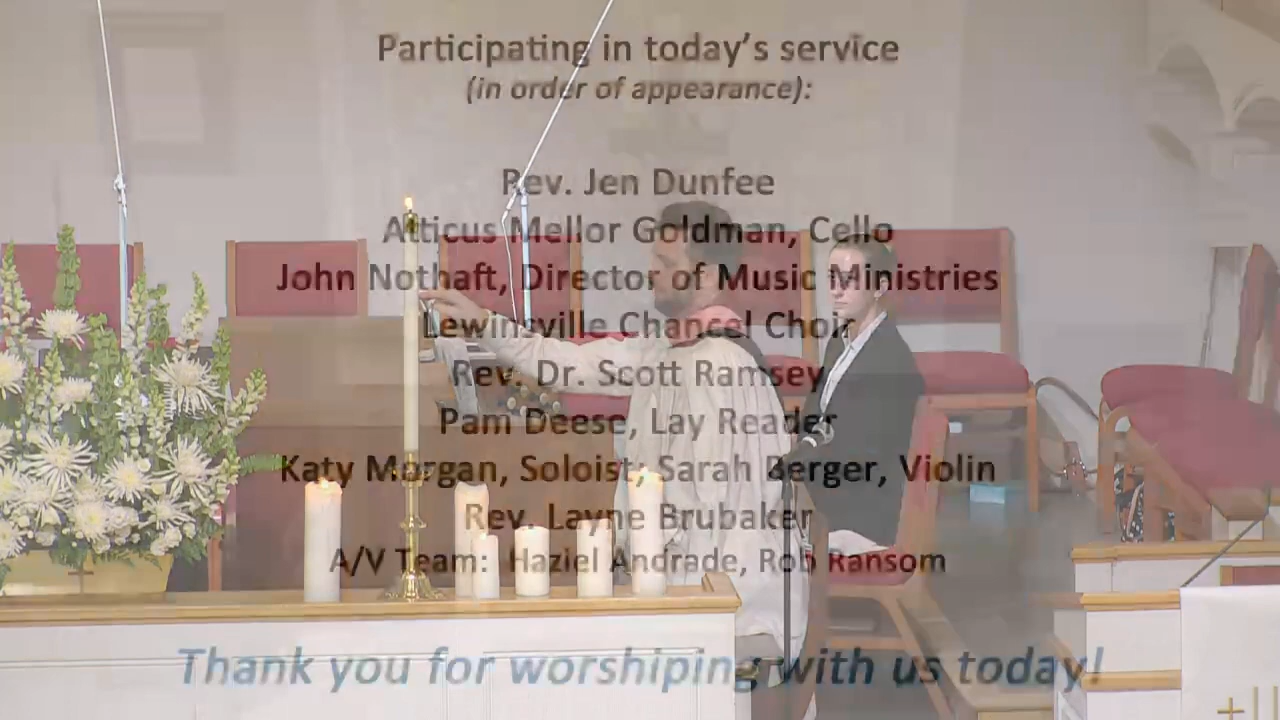 Participating in today's service
(in order of appearance):
Rev. Jen Dunfee
Atticus Mellor Goldman, Cello
John Nothaft, Director of Music Ministries
Lewinsville Chancel Choir
Rev. Dr. Scott Ramsey
Pam Deese, Lay Reader
Katy Morgan, Soloist; Sarah Berger, Violin
Rev. Layne Brubaker
A/V Team: Haziel Andrade, Rob Ransom
Thank you for worshiping with us today!